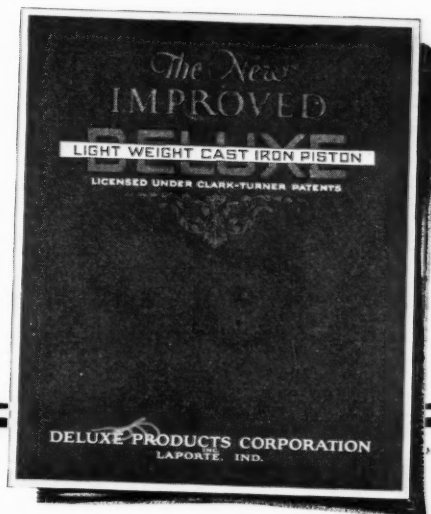 The New
IMPROVED
DELUXE
LIGHT WEIGHT CAST IRON PISTON
LICENSED UNDER CLARK-TURNER PATENTS
DELUXE PRODUCTS CORPORATION
INC.
LAPORTE, IND.